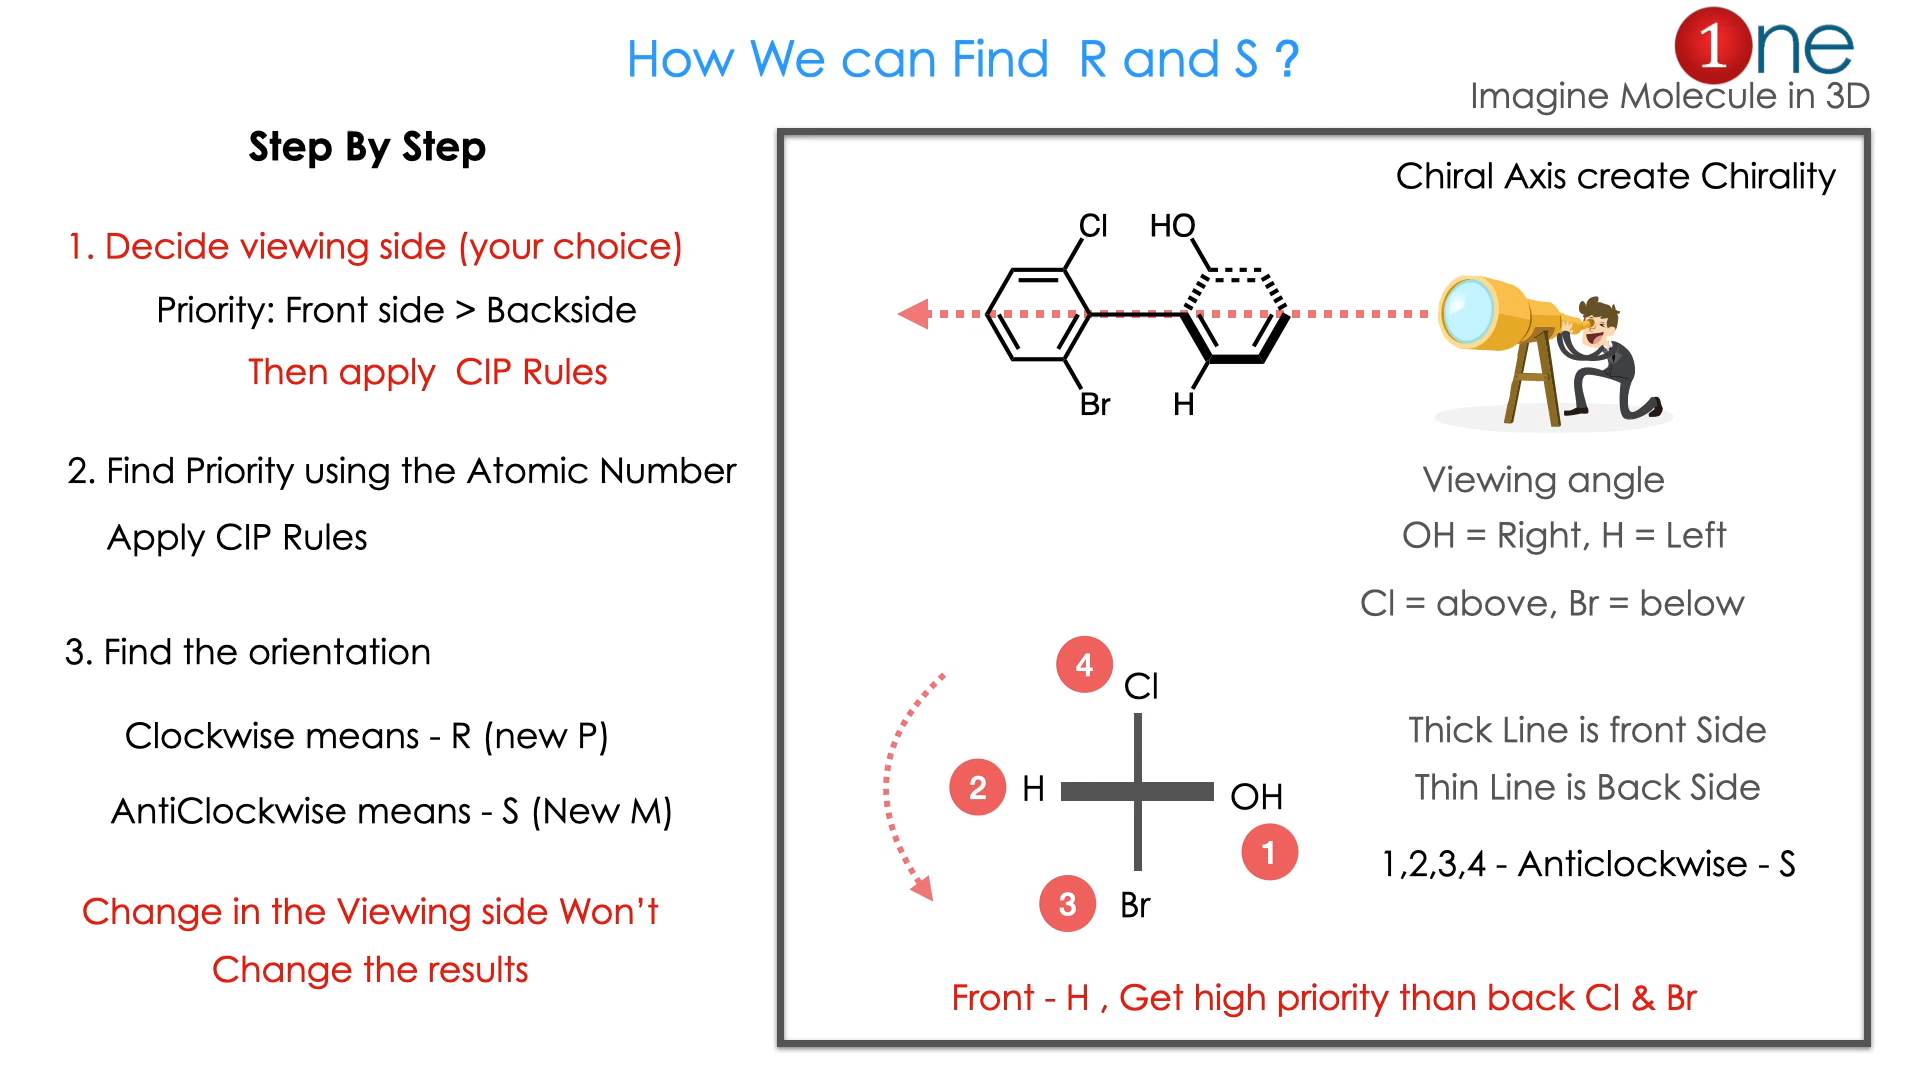 How We can Find R and S ?
1ne
Imagine Molecule in 3D
Step By Step
1. Decide viewing side (your choice)
Priority: Front side > Backside
Then apply CIP Rules
2. Find Priority using the Atomic Number
Apply CIP Rules
3. Find the orientation
Clockwise means - R (new P)
AntiClockwise means - S (New M)
Change in the Viewing side Won't
Change the results
Chiral Axis create Chirality
Cl HO
Br H
Viewing angle
OH = Right, H = Left
Cl = above, Br = below
4
Cl
2 H OH
1
3 Br
Thick Line is front Side
Thin Line is Back Side
1,2,3,4 - Anticlockwise - S
Front - H , Get high priority than back Cl & Br